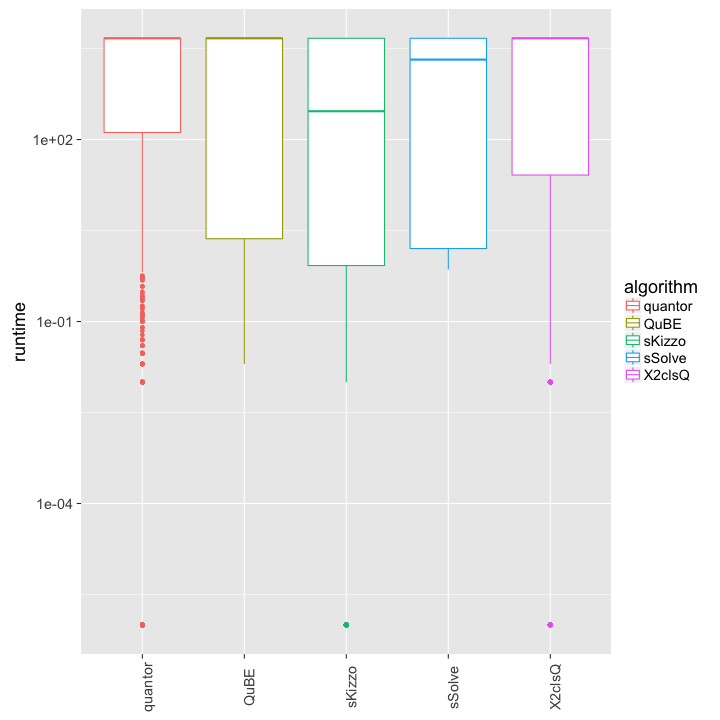 runtime
1e+02
1e-01
1e-04
quantor
QuBE
sKizzo
sSolve
X2clsQ
algorithm
quantor
QuBE
sKizzo
sSolve
X2clsQ